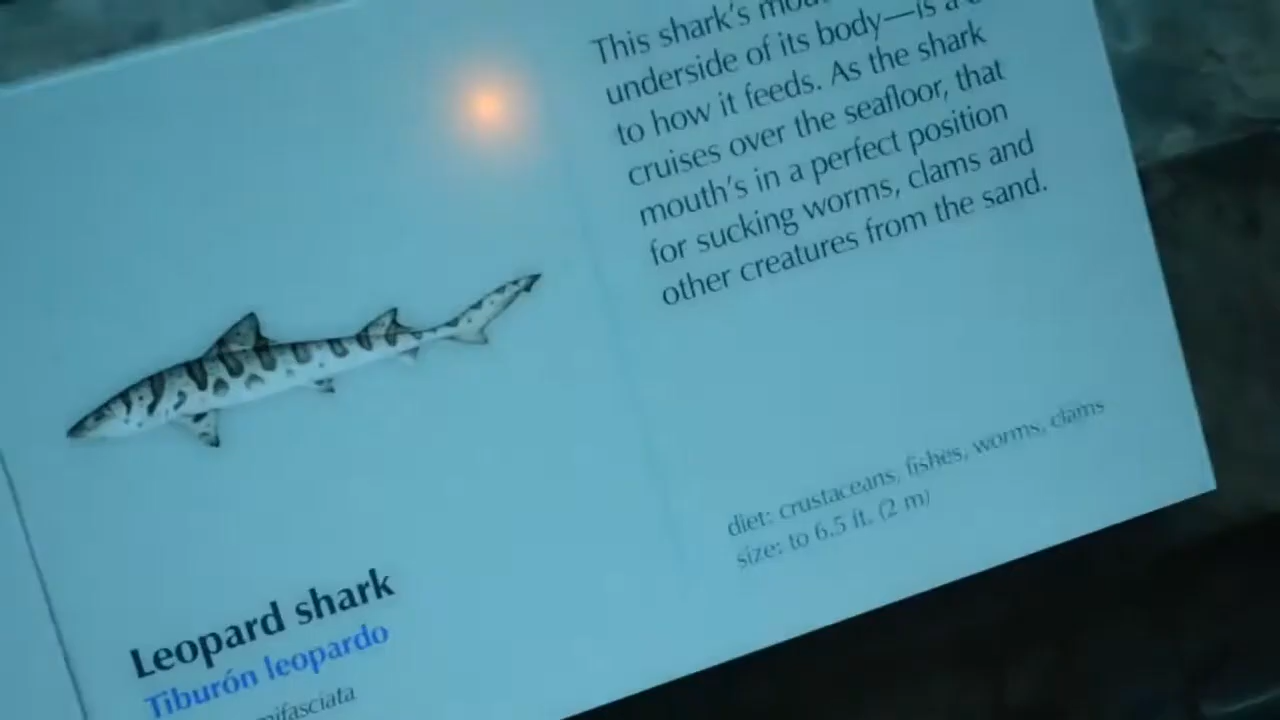 This shark's
underside of its body—is a
to how it feeds. As the shark
cruises over the seafloor, that
mouth's in a perfect position
for sucking worms, clams and
other creatures from the sand.
diet: crustaceans, fishes, worms, clams
size: to 6.5 ft. (2 m)
Leopard shark
Tiburón leopardo